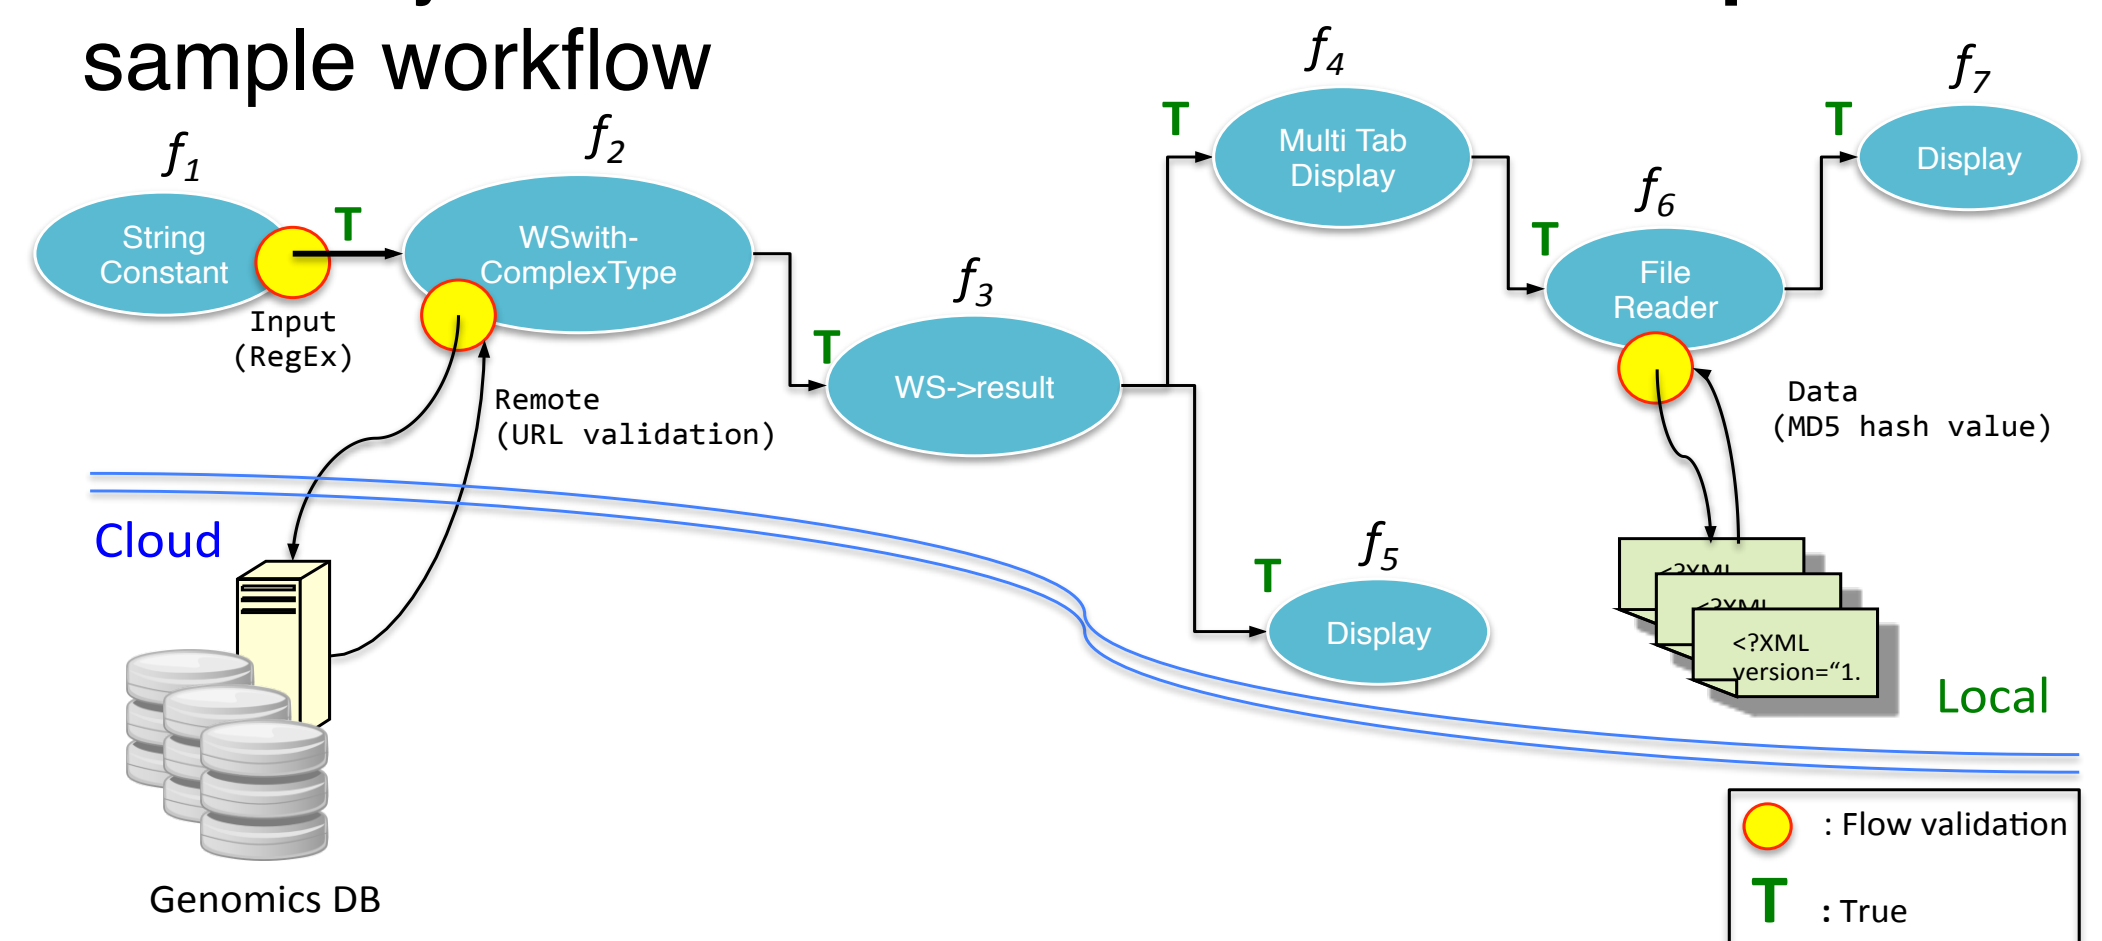 sample workflow
f1
String
Constant
T
Input
(RegEx)
f2
WSwith-
ComplexType
Remote
(URL validation)
T
f3
WS->result
T
f4
Multi Tab
Display
T
f5
Display
T
f6
File
Reader
Data
(MD5 hash value)
T
f7
Display
Cloud
Genomics DB
<?XML
<?XML
<?XML
version=“1.
Local
: Flow validation
T : True